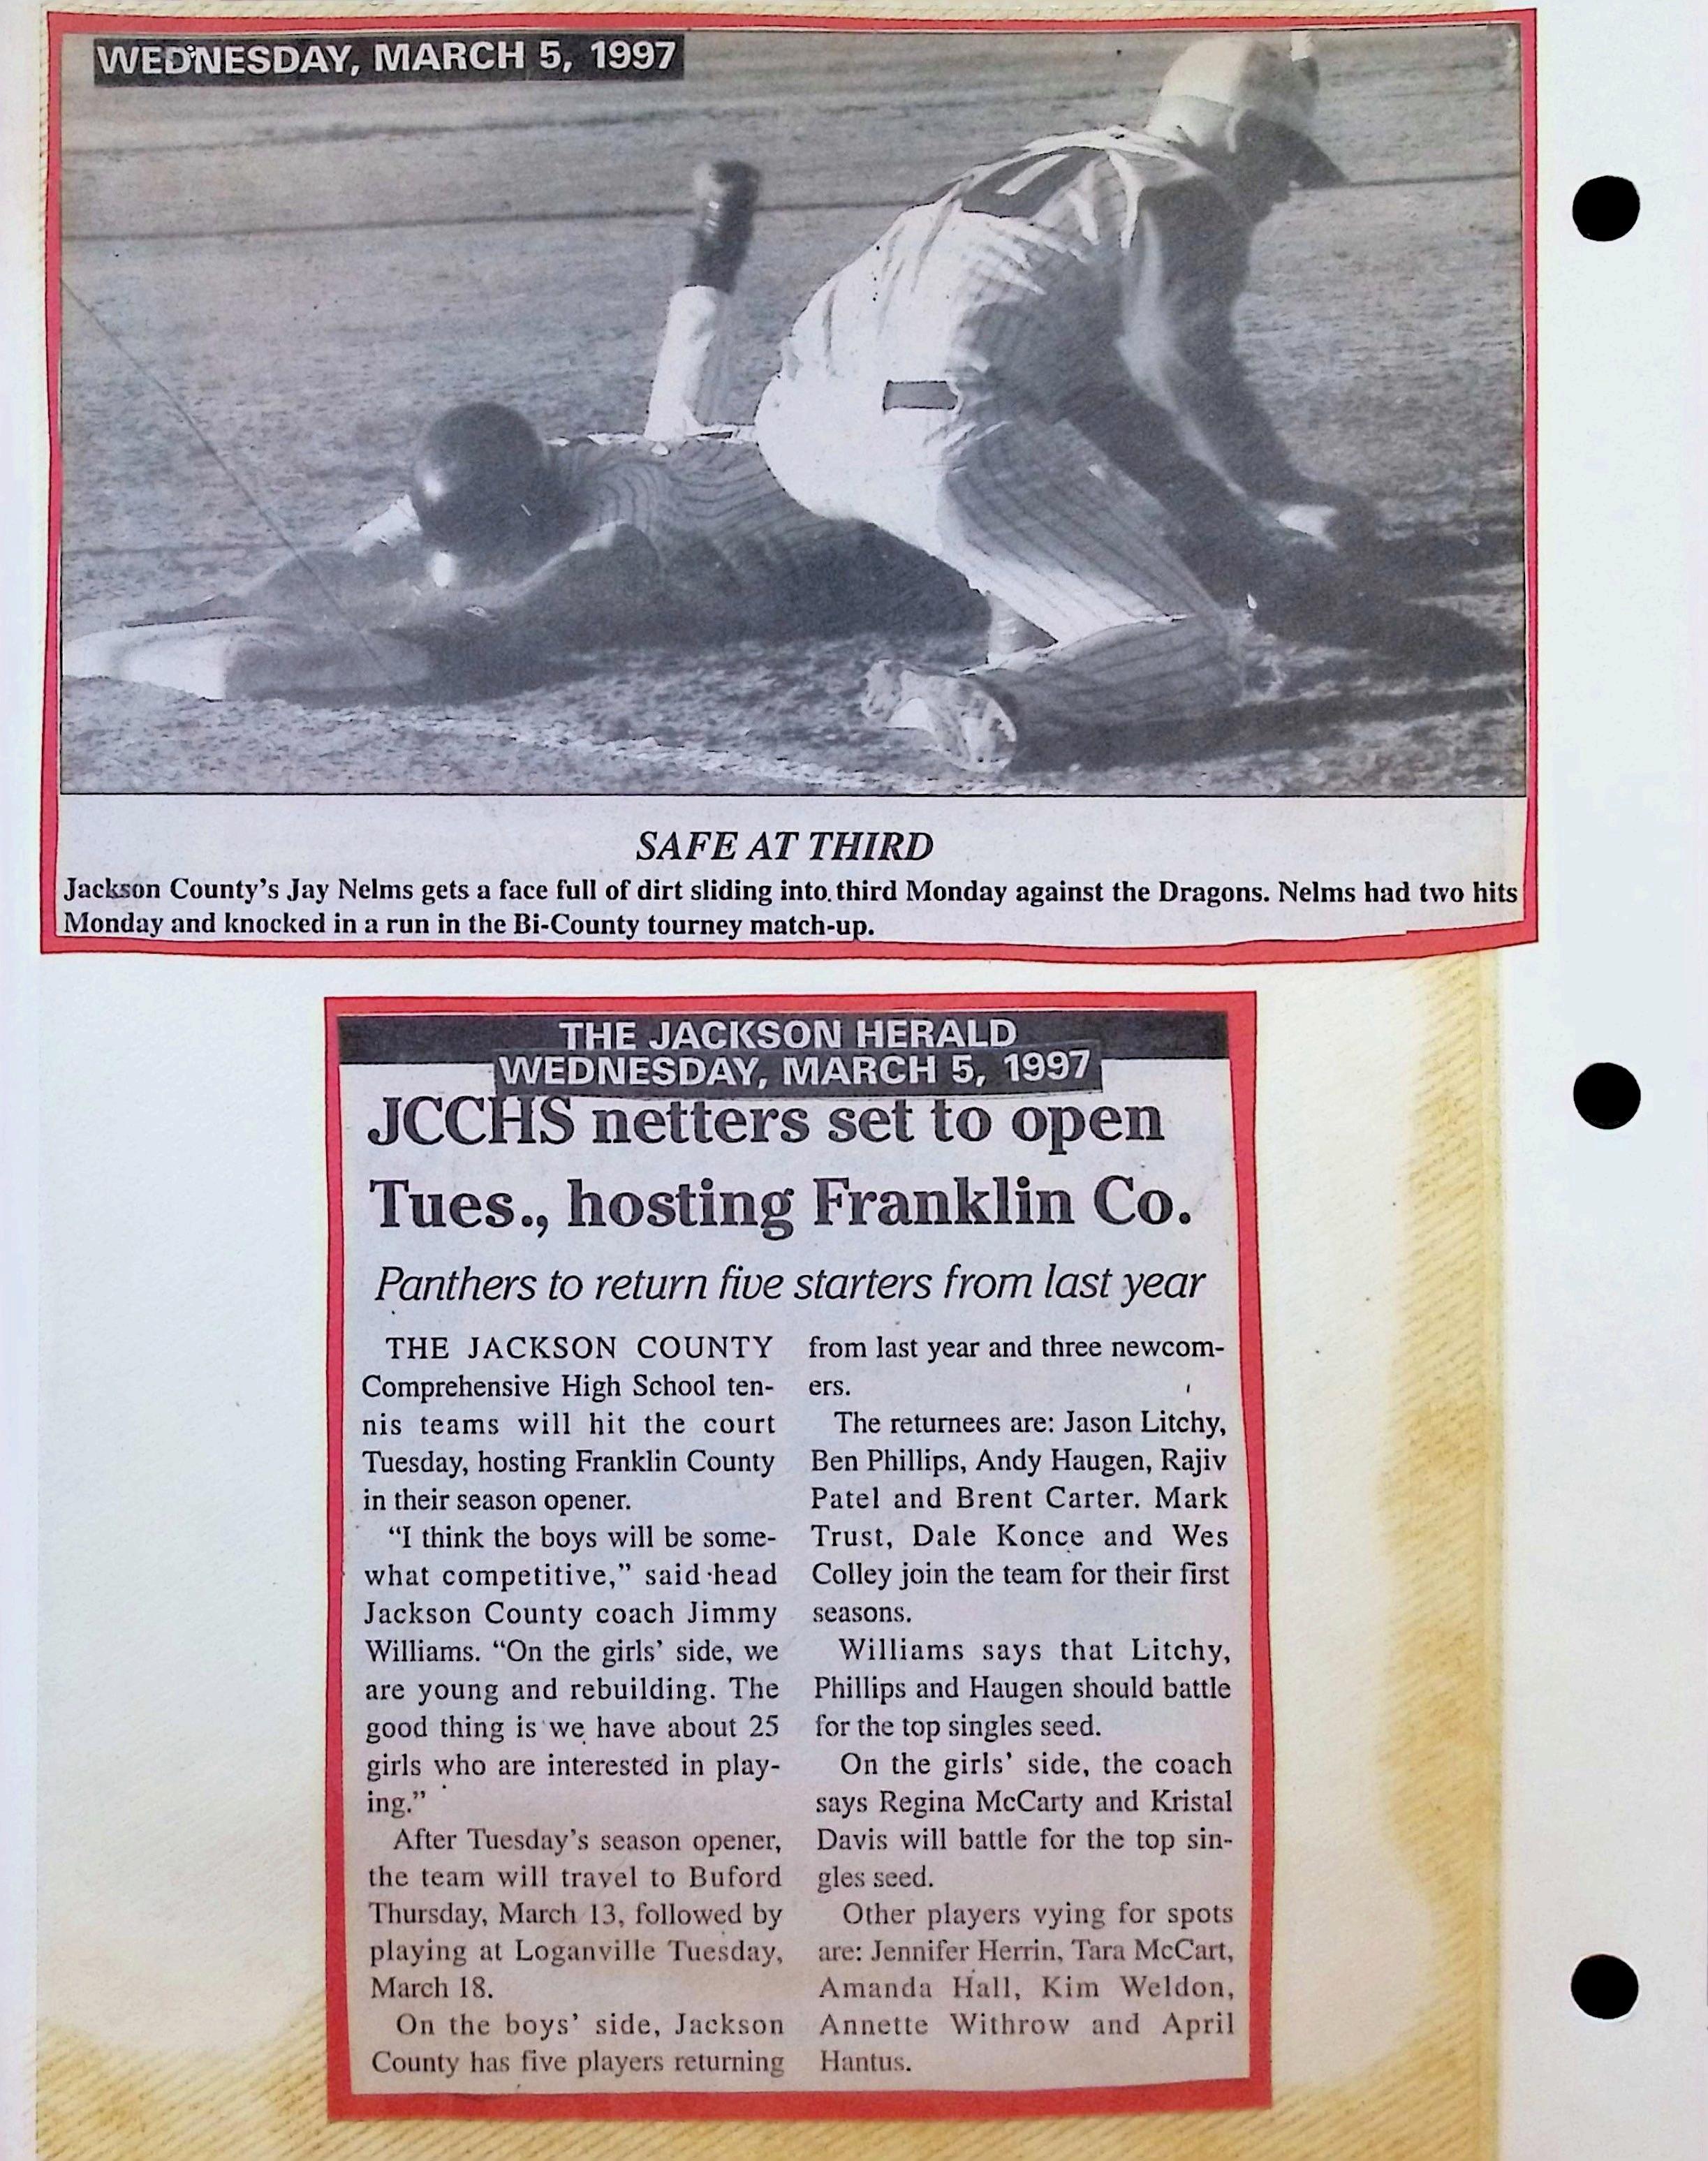 WEDNESDAY, MARCH 5, 1997
SAFE AT THIRD
Jackson County's Jay Nelms gets a face full of dirt sliding into third Monday against the Dragons. Nelms had two hits
Monday and knocked in a run in the Bi-County tourney match-up.
THE JACKSON HERALD
WEDNESDAY, MARCH 5, 1997
JCCHS netters set to open
Tues., hosting Franklin Co.
Panthers to return five starters from last year
THE JACKSON COUNTY
Comprehensive High School ten-
nis teams will hit the court
Tuesday, hosting Franklin County
in their season opener.
"I think the boys will be some-
what competitive," said head
Jackson County coach Jimmy
Williams. "On the girls' side, we
are young and rebuilding. The
good thing is we have about 25
girls who are interested in play-
ing."
After Tuesday's season opener,
the team will travel to Buford
Thursday, March 13, followed by
playing at Loganville Tuesday,
March 18.
On the boys' side, Jackson
County has five players returning
from last year and three newcom-
ers.
The returnees are: Jason Litchy,
Ben Phillips, Andy Haugen, Rajiv
Patel and Brent Carter. Mark
Trust, Dale Konce and Wes
Colley join the team for their first
seasons.
Williams says that Litchy,
Phillips and Haugen should battle
for the top singles seed.
On the girls' side, the coach
says Regina McCarty and Kristal
Davis will battle for the top sin-
gles seed.
Other players vying for spots
are: Jennifer Herrin, Tara McCart,
Amanda Hall, Kim Weldon,
Annette Withrow and April
Hantus.